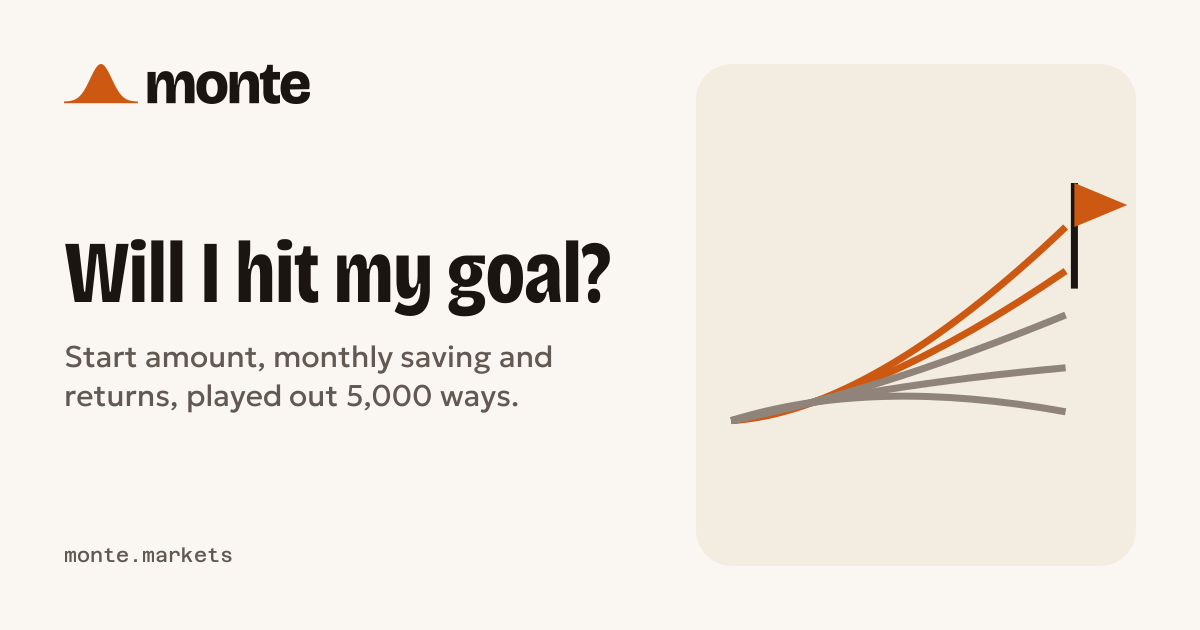 monte
Will I hit my goal?
Start amount, monthly saving and
returns, played out 5,000 ways.
monte.markets